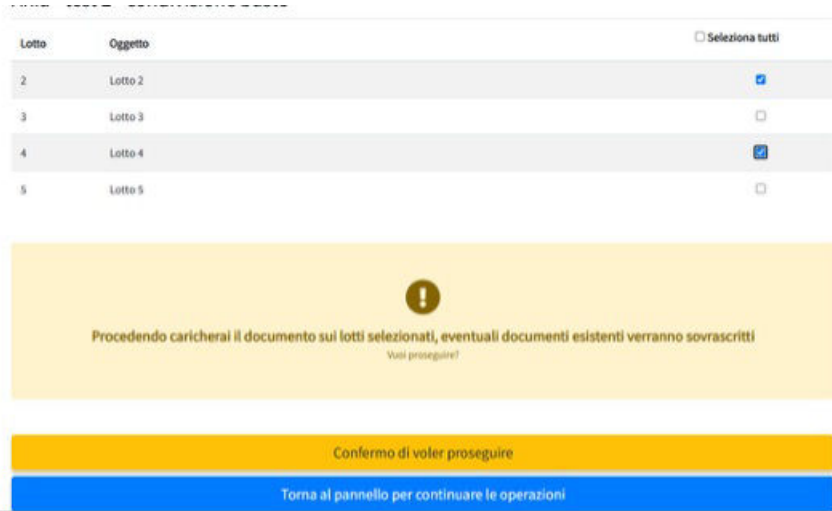 Lotto Oggetto Seleziona tutti
2 Lotto 2
3 Lotto 3
4 Lotto 4
5 Lotto 5
Procedendo caricherai il documento sui lotti selezionati, eventuali documenti esistenti verranno sovrascritti
Vuoi proseguire?
Confermo di voler proseguire
Torna al pannello per continuare le operazioni